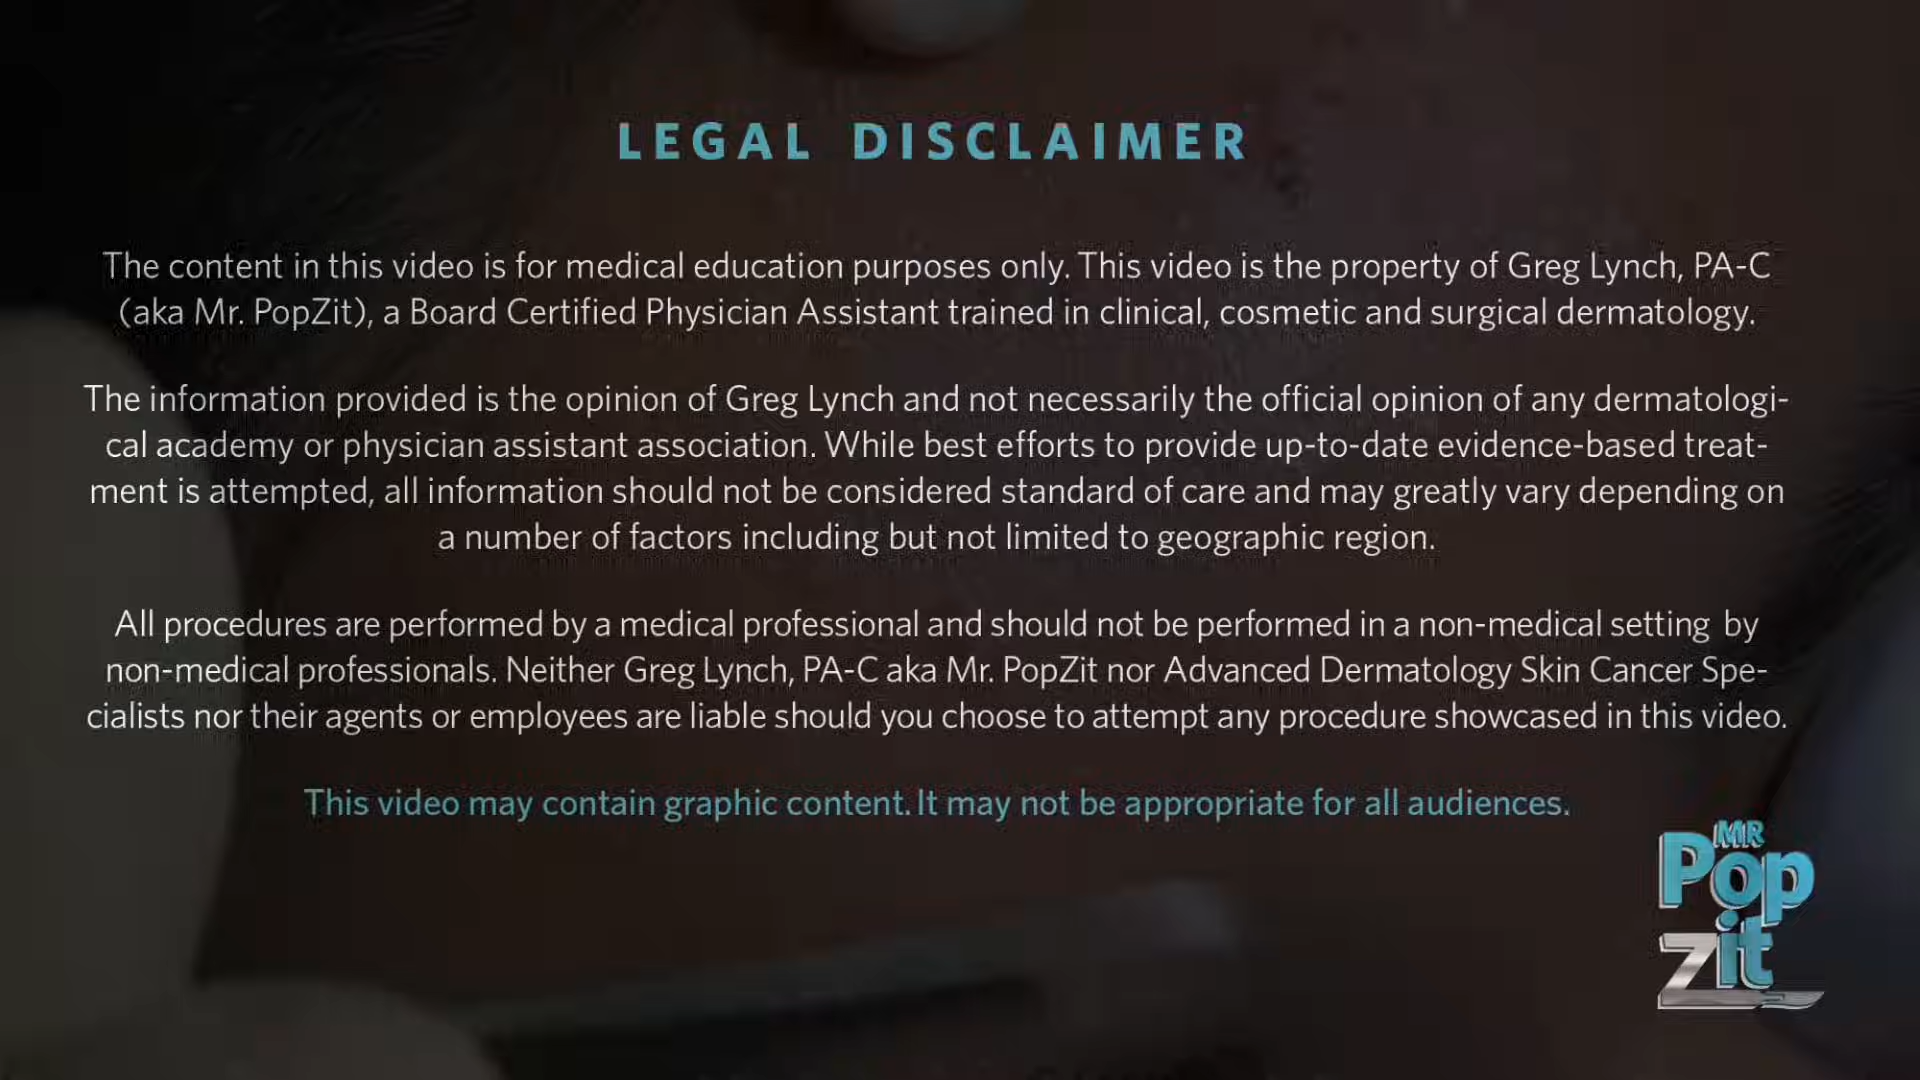 LEGAL DISCLAIMER
The content in this video is for medical education purposes only. This video is the property of Greg Lynch, PA-C
(aka Mr. PopZit), a Board Certified Physician Assistant trained in clinical, cosmetic and surgical dermatology.
The information provided is the opinion of Greg Lynch and not necessarily the official opinion of any dermatologi-
cal academy or physician assistant association. While best efforts to provide up-to-date evidence-based treat-
ment is attempted, all information should not be considered standard of care and may greatly vary depending on
a number of factors including but not limited to geographic region.
All procedures are performed by a medical professional and should not be performed in a non-medical setting by
non-medical professionals. Neither Greg Lynch, PA-C aka Mr. PopZit nor Advanced Dermatology Skin Cancer Spe-
cialists nor their agents or employees are liable should you choose to attempt any procedure showcased in this video.
This video may contain graphic content. It may not be appropriate for all audiences.
MR
Pop
zit